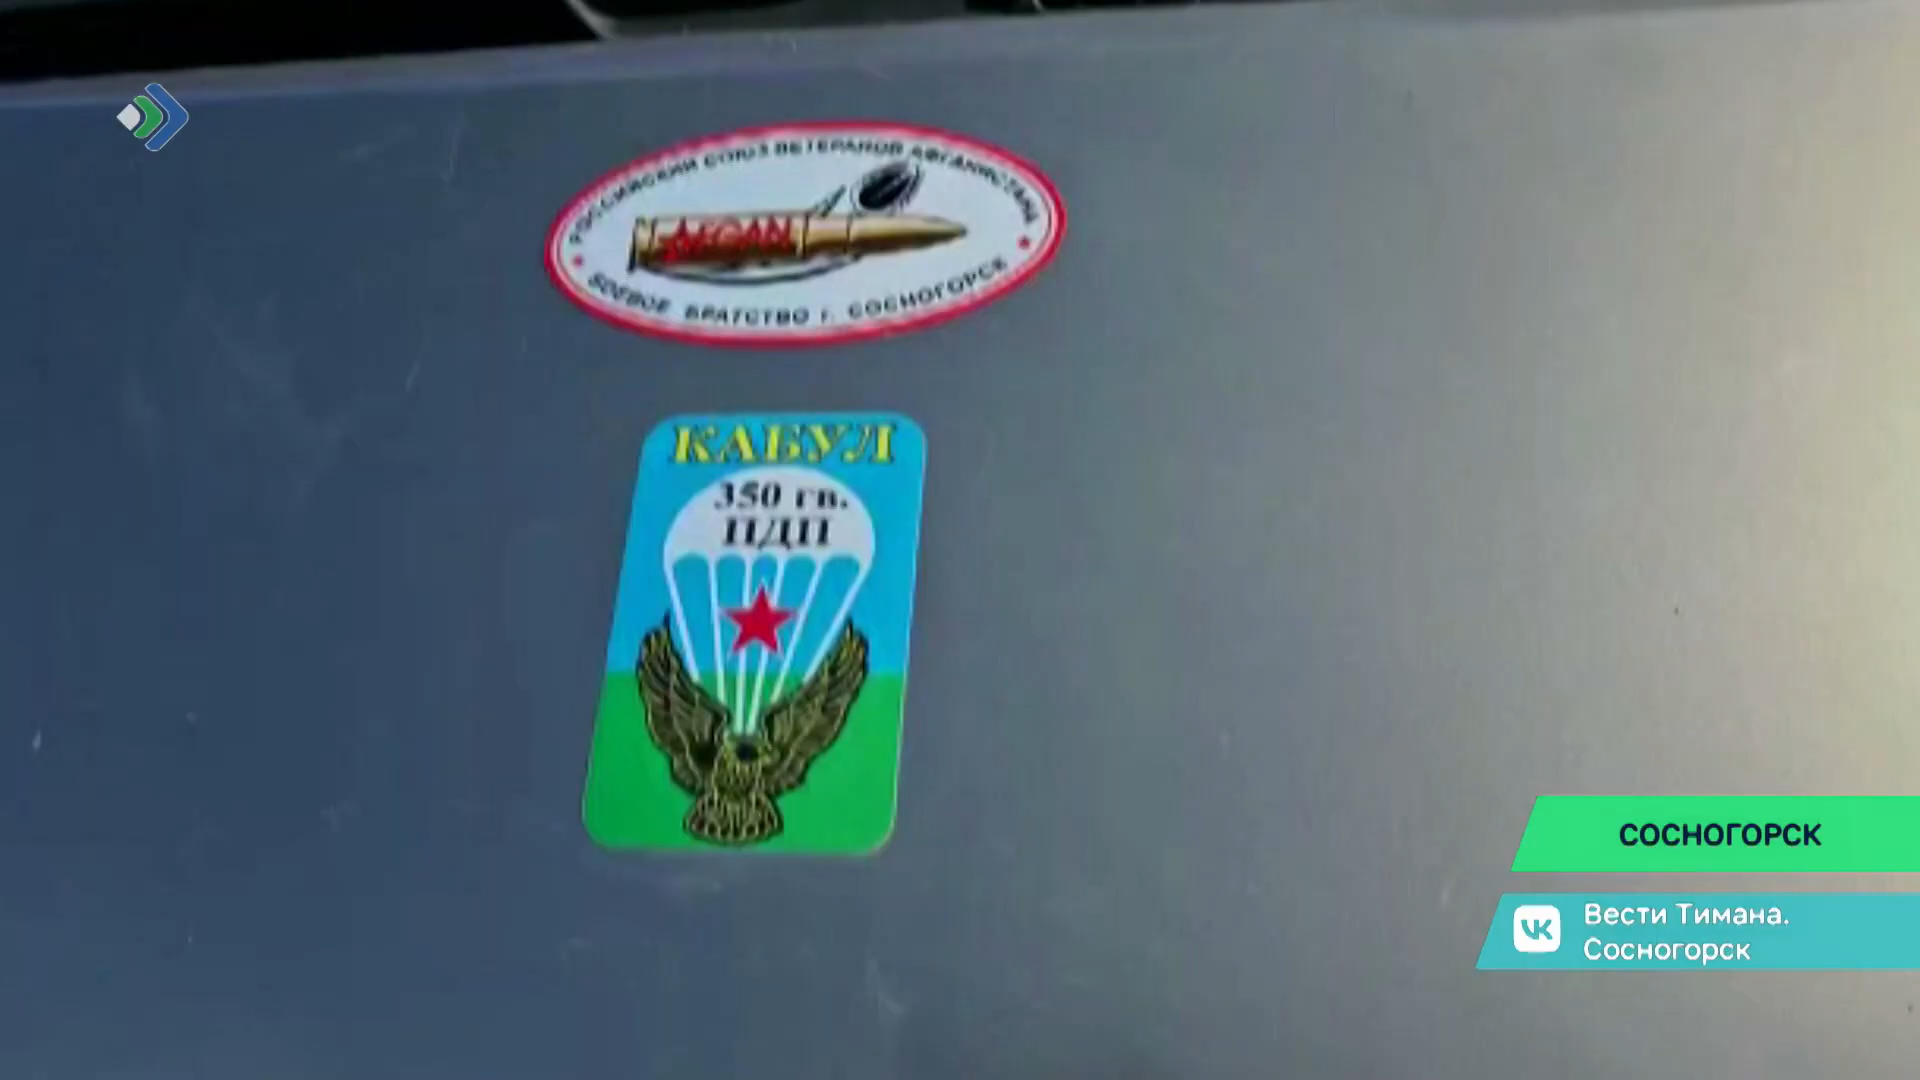 РОССИЙСКИЙ СОЮЗ ВЕТЕРАНОВ АФГАНИСТАНА
AFGAN
БОЕВОЕ БРАТСТВО г. СОСНОГОРСК
КАБУЛ
350 гв.
ПДП
СОСНОГОРСК
Вести Тимана.
Сосногорск